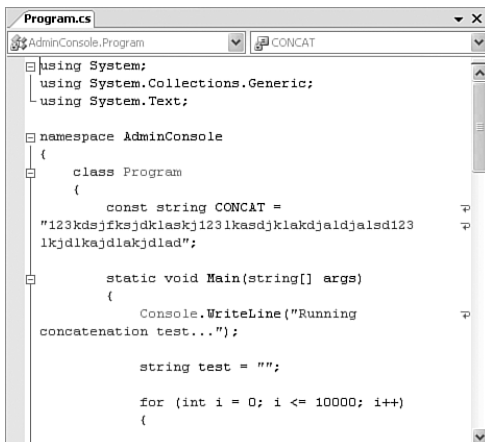 Program.cs
AdminConsole.Program CONCAT
using System;
using System.Collections.Generic;
using System.Text;
namespace AdminConsole
{
class Program
{
const string CONCAT =
"123kdsjfksjdklaskj123lkasdjklakdjaldjalsd123
lkjdlkajdlakjdlad";
static void Main(string[] args)
{
Console.WriteLine("Running
concatenation test...");
string test = "";
for (int i = 0; i <= 10000; i++)
{